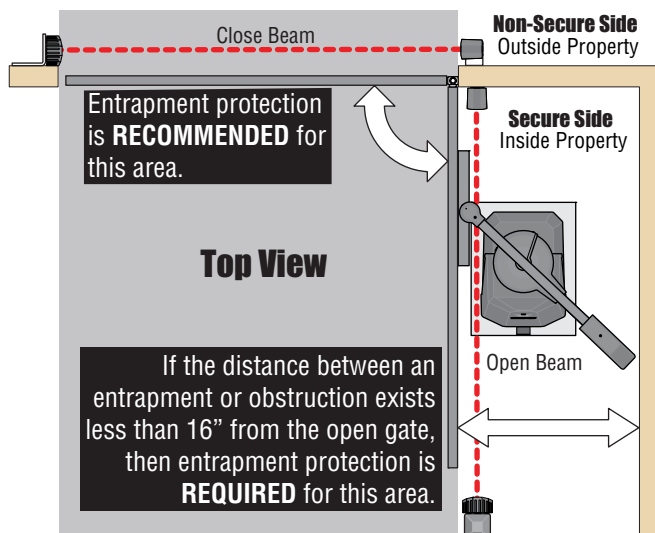 Close Beam
Non-Secure Side
Outside Property
Entrapment protection
is RECOMMENDED for
this area.
Secure Side
Inside Property
Top View
Open Beam
If the distance between an
entrapment or obstruction exists
less than 16” from the open gate,
then entrapment protection is
REQUIRED for this area.